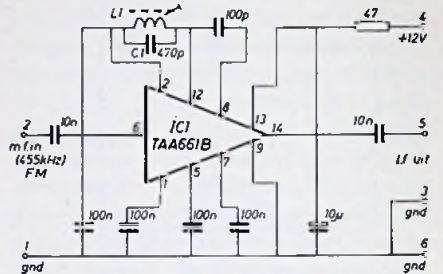 L1
C1 470p
100p
47
4
+12V
2
12
8
13
2
10n
6
iC1
TAA661B
14
10n
5
m.f. in
(455kHz)
FM
1
5
7
9
l.f uit
100n
100n
100n
100n
10µ
3
gnd
1
gnd
6
gnd